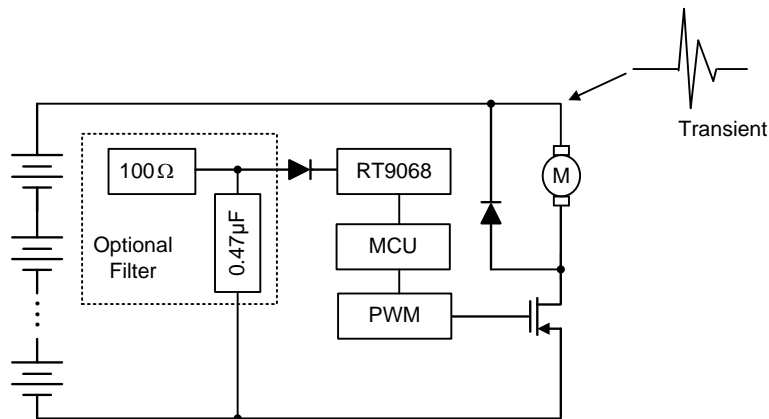 Transient
100Ω
RT9068
M
0.47µF
Optional
Filter
MCU
PWM